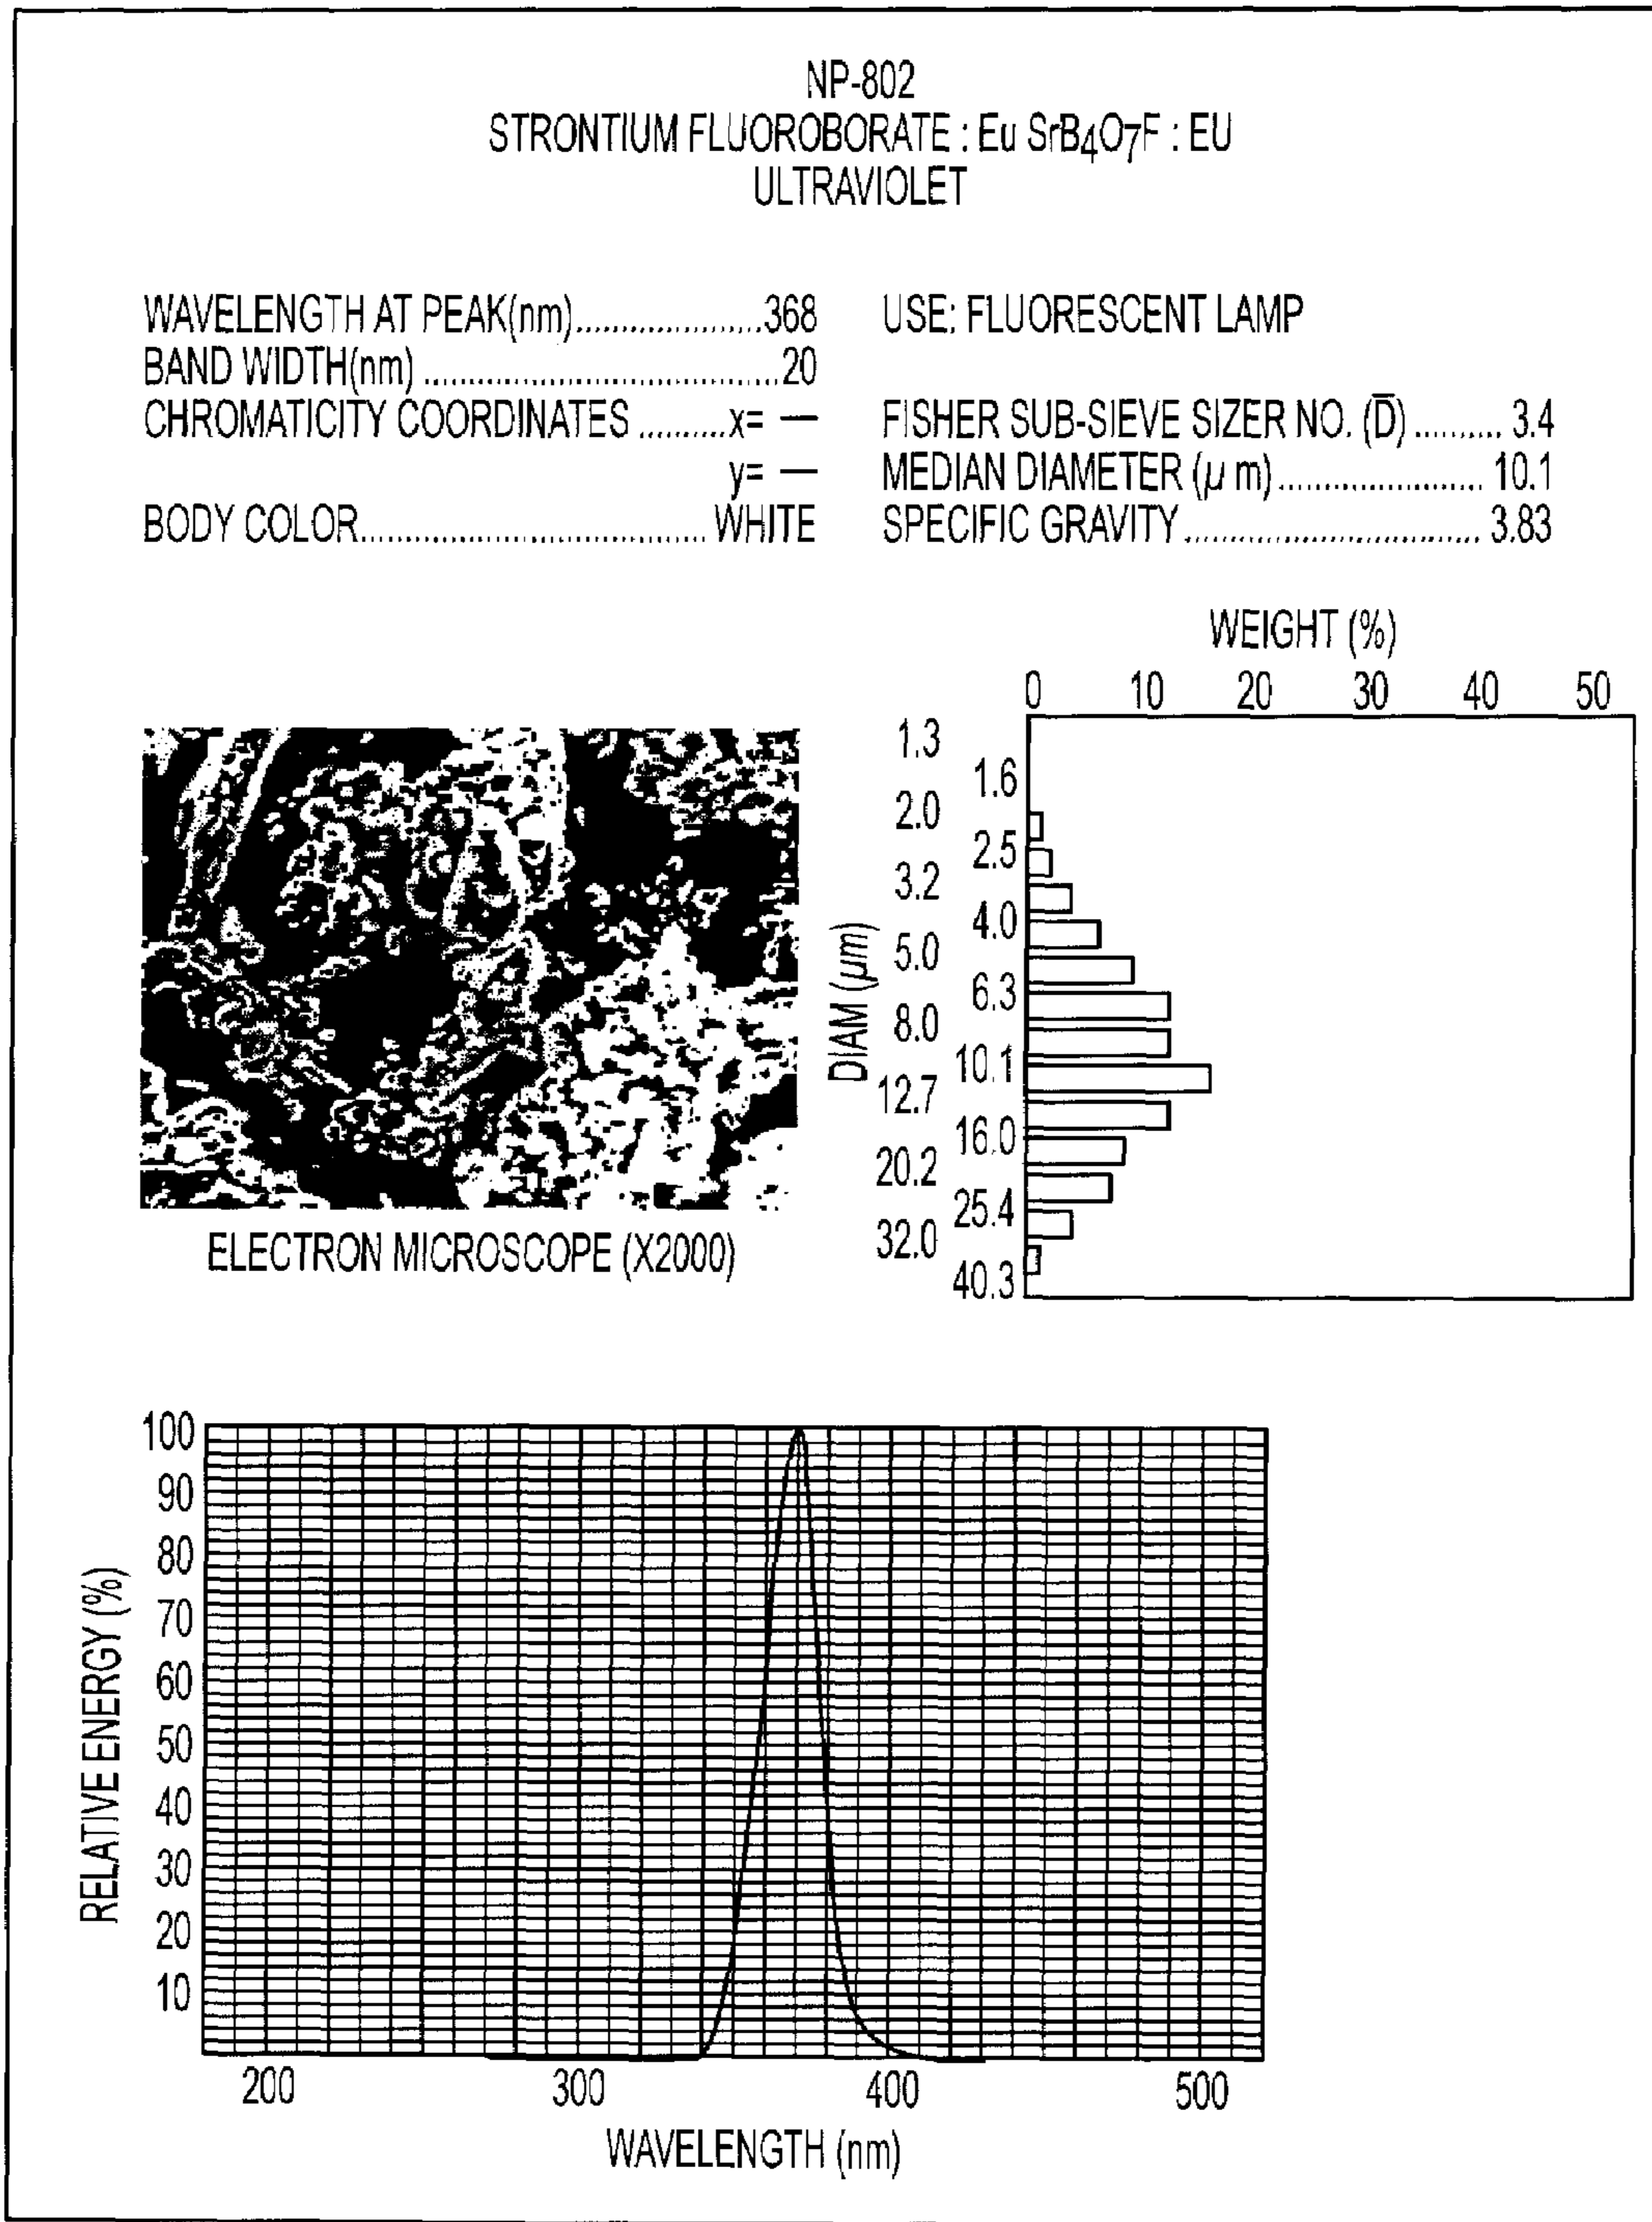 NP-802
STRONTIUM FLUOROBORATE : Eu SrB4O7F : EU
ULTRAVIOLET
WAVELENGTH AT PEAK(nm)....................368
BAND WIDTH(nm) ......................................20
CHROMATICITY COORDINATES ..........x= —
y= —
BODY COLOR..................................... WHITE
USE: FLUORESCENT LAMP
FISHER SUB-SIEVE SIZER NO. (D̅) .......... 3.4
MEDIAN DIAMETER (μ m)...................... 10.1
SPECIFIC GRAVITY................................ 3.83
ELECTRON MICROSCOPE (X2000)
WEIGHT (%)
0 10 20 30 40 50
DIAM (μm)
1.3
1.6
2.0
2.5
3.2
4.0
5.0
6.3
8.0
10.1
12.7
16.0
20.2
25.4
32.0
40.3
RELATIVE ENERGY (%)
100
90
80
70
60
50
40
30
20
10
200 300 400 500
WAVELENGTH (nm)